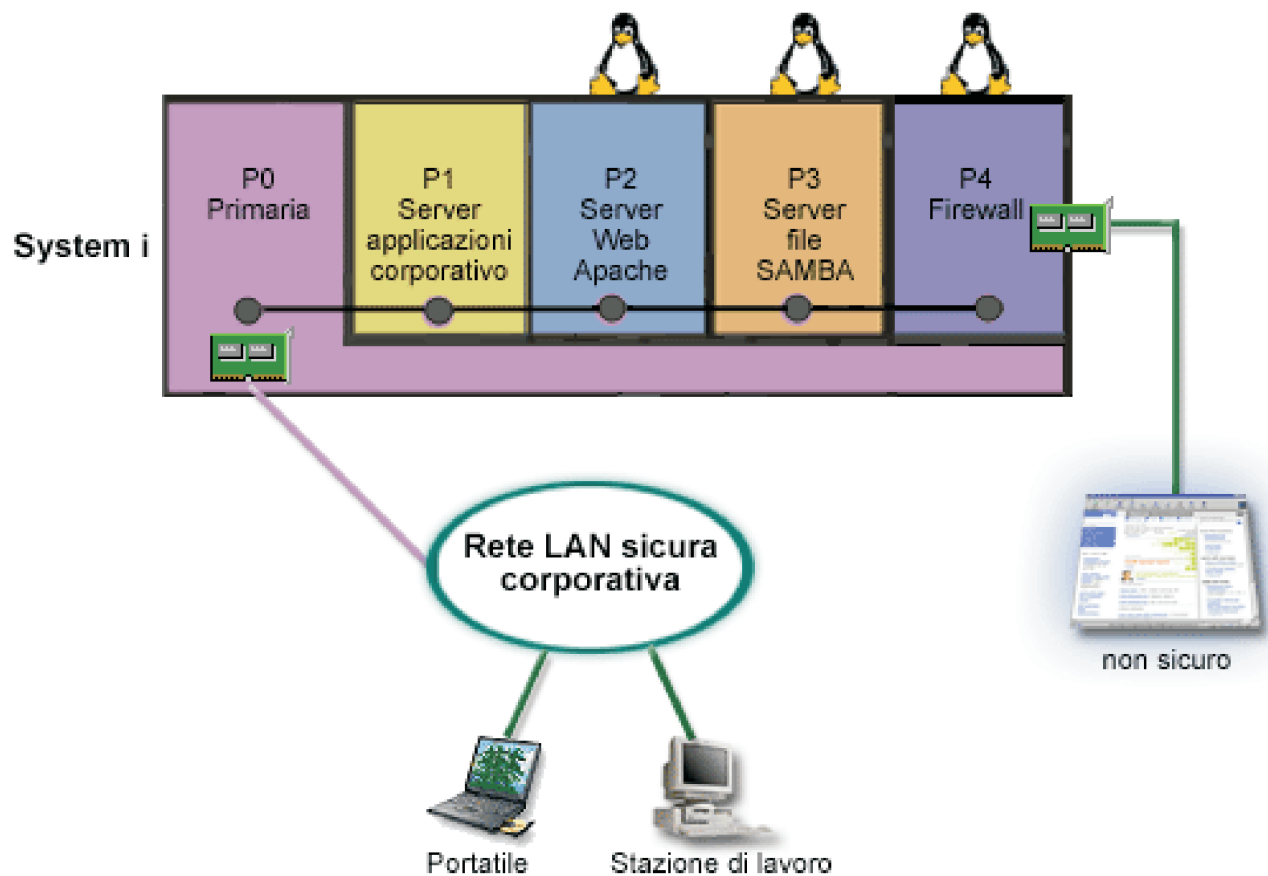 System i
P0
Primaria
P1
Server
applicazioni
corporativo
P2
Server
Web
Apache
P3
Server
file
SAMBA
P4
Firewall
Rete LAN sicura
corporativa
non sicuro
Portatile
Stazione di lavoro